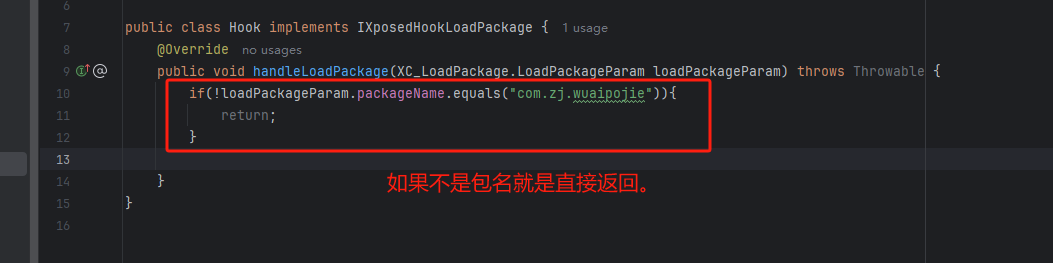 6
7 public class Hook implements IXposedHookLoadPackage { 1 usage
8 @Override no usages
9 public void handleLoadPackage(XC_LoadPackage.LoadPackageParam loadPackageParam) throws Throwable {
10 if(!loadPackageParam.packageName.equals("com.zj.wuaipojie")){
11 return;
12 }
13
14 }
如果不是包名就是直接返回。
15 }
16